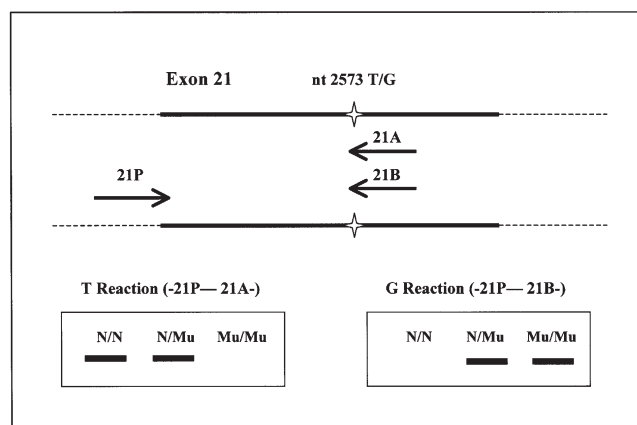 Exon 21 nt 2573 T/G
21A
21P 21B
T Reaction (-21P— 21A-) G Reaction (-21P— 21B-)
N/N N/Mu Mu/Mu N/N N/Mu Mu/Mu